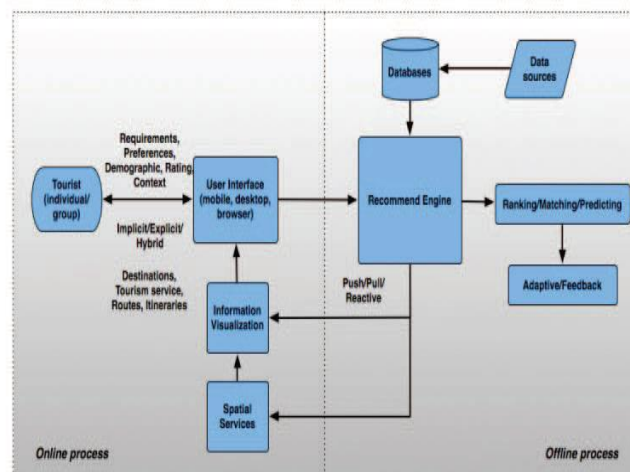 Databases
Data
sources
Requirements,
Preferences,
Demographic, Rating,
Context
Tourist
(individual/
group)
User Interface
(mobile, desktop,
browser)
Recommend Engine
Ranking/Matching/Predicting
Implicit/Explicit/
Hybrid
Adaptive/Feedback
Destinations,
Tourism service,
Routes, Itineraries
Push/Pull/
Reactive
Information
Visualization
Spatial
Services
Online process
Offline process